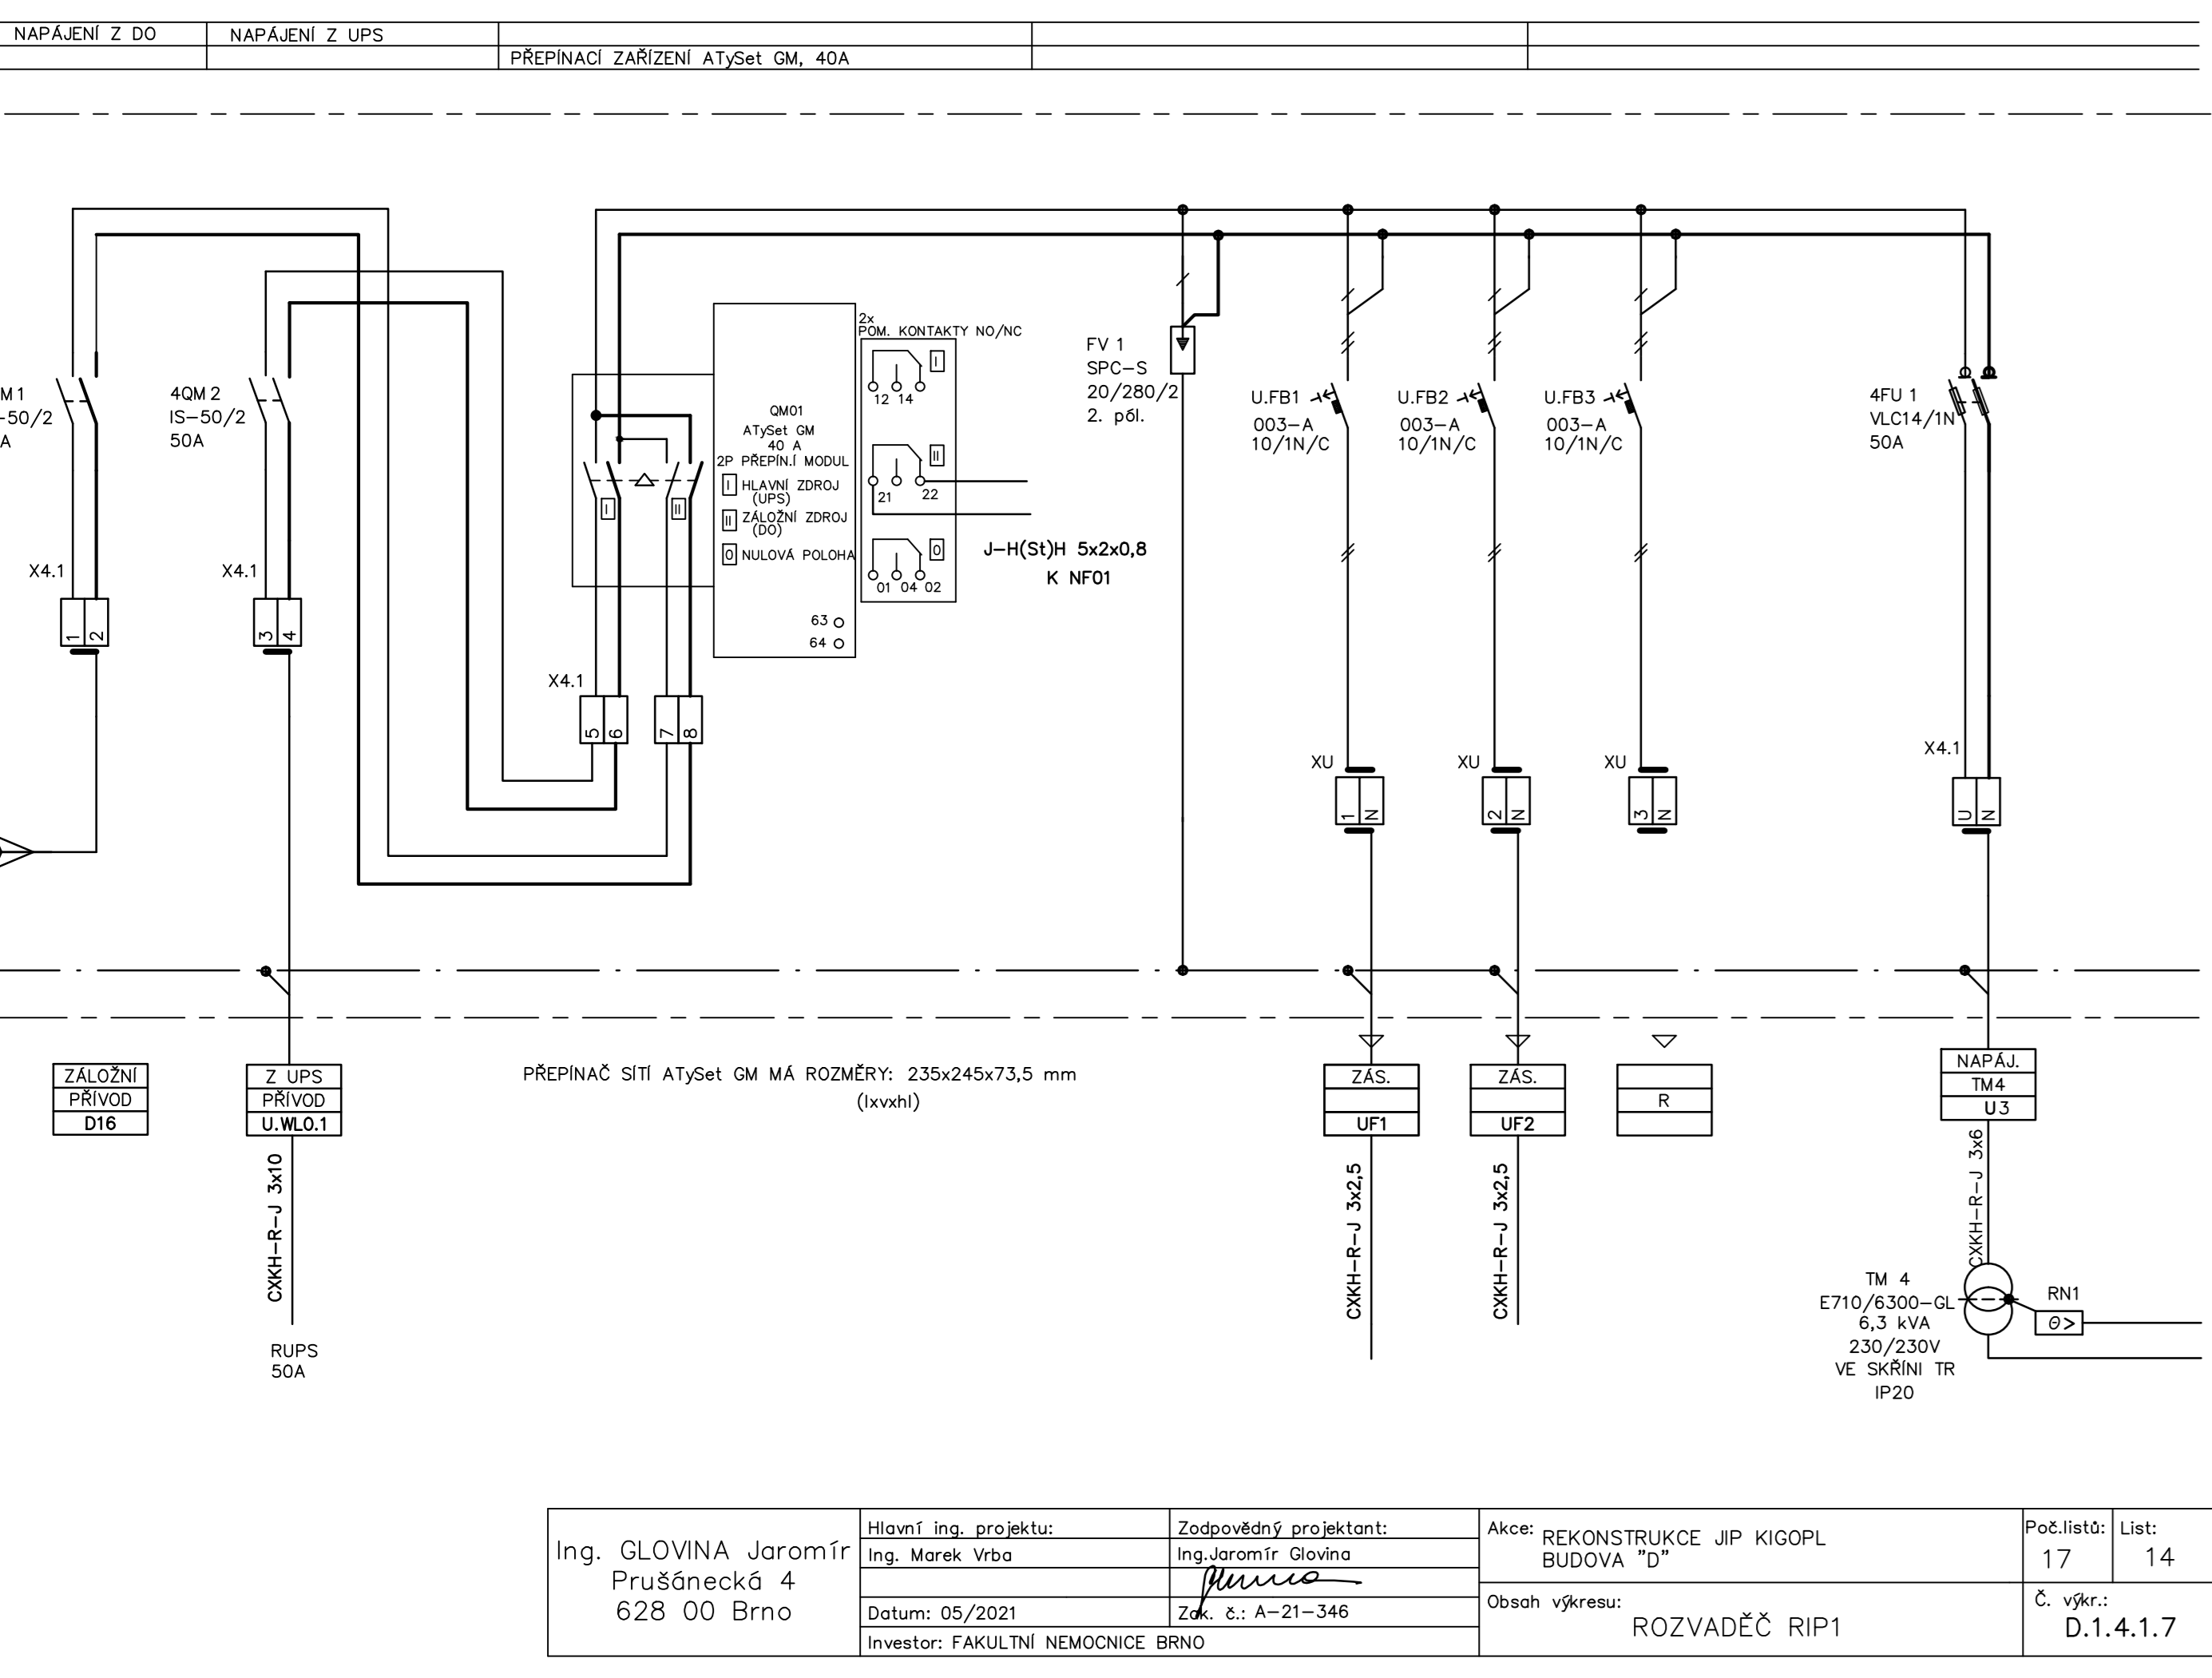 NAPÁJENÍ Z DO
NAPÁJENÍ Z UPS
PŘEPÍNACÍ ZAŘÍZENÍ ATySet GM, 40A
M1
-50/2
A
4QM 2
IS-50/2
50A
X4.1
1
2
X4.1
3
4
QM01
ATySet GM
40 A
2P PŘEPÍN.Í MODUL
I HLAVNÍ ZDROJ
(UPS)
II ZÁLOŽNÍ ZDROJ
(DO)
0 NULOVÁ POLOHA
63
64
I
II
2x
POM. KONTAKTY NO/NC
I
12 14
II
21 22
0
01 04 02
J-H(St)H 5x2x0,8
K NF01
X4.1
5
6
7
8
FV 1
SPC-S
20/280/2
2. pól.
U.FB1
003-A
10/1N/C
U.FB2
003-A
10/1N/C
U.FB3
003-A
10/1N/C
4FU 1
VLC14/1N
50A
XU
1
N
XU
2
N
XU
3
N
X4.1
U
N
ZÁLOŽNÍ
PŘÍVOD
D16
Z UPS
PŘÍVOD
U.WL0.1
CXKH-R-J 3x10
RUPS
50A
PŘEPÍNAČ SÍTÍ ATySet GM MÁ ROZMĚRY: 235x245x73,5 mm
(lxvxhl)
ZÁS.
UF1
CXKH-R-J 3x2,5
ZÁS.
UF2
CXKH-R-J 3x2,5
R
NAPÁJ.
TM4
U3
CXKH-R-J 3x6
TM 4
E710/6300-GL
6,3 kVA
230/230V
VE SKŘÍNI TR
IP20
RN1
Θ>
Ing. GLOVINA Jaromír
Prušánecká 4
628 00 Brno
Hlavní ing. projektu:
Ing. Marek Vrba
Datum: 05/2021
Investor: FAKULTNÍ NEMOCNICE BRNO
Zodpovědný projektant:
Ing.Jaromír Glovina
Zak. č.: A-21-346
Akce: REKONSTRUKCE JIP KIGOPL
BUDOVA "D"
Obsah výkresu:
ROZVADĚČ RIP1
Poč.listů:
17
List:
14
Č. výkr.:
D.1.4.1.7